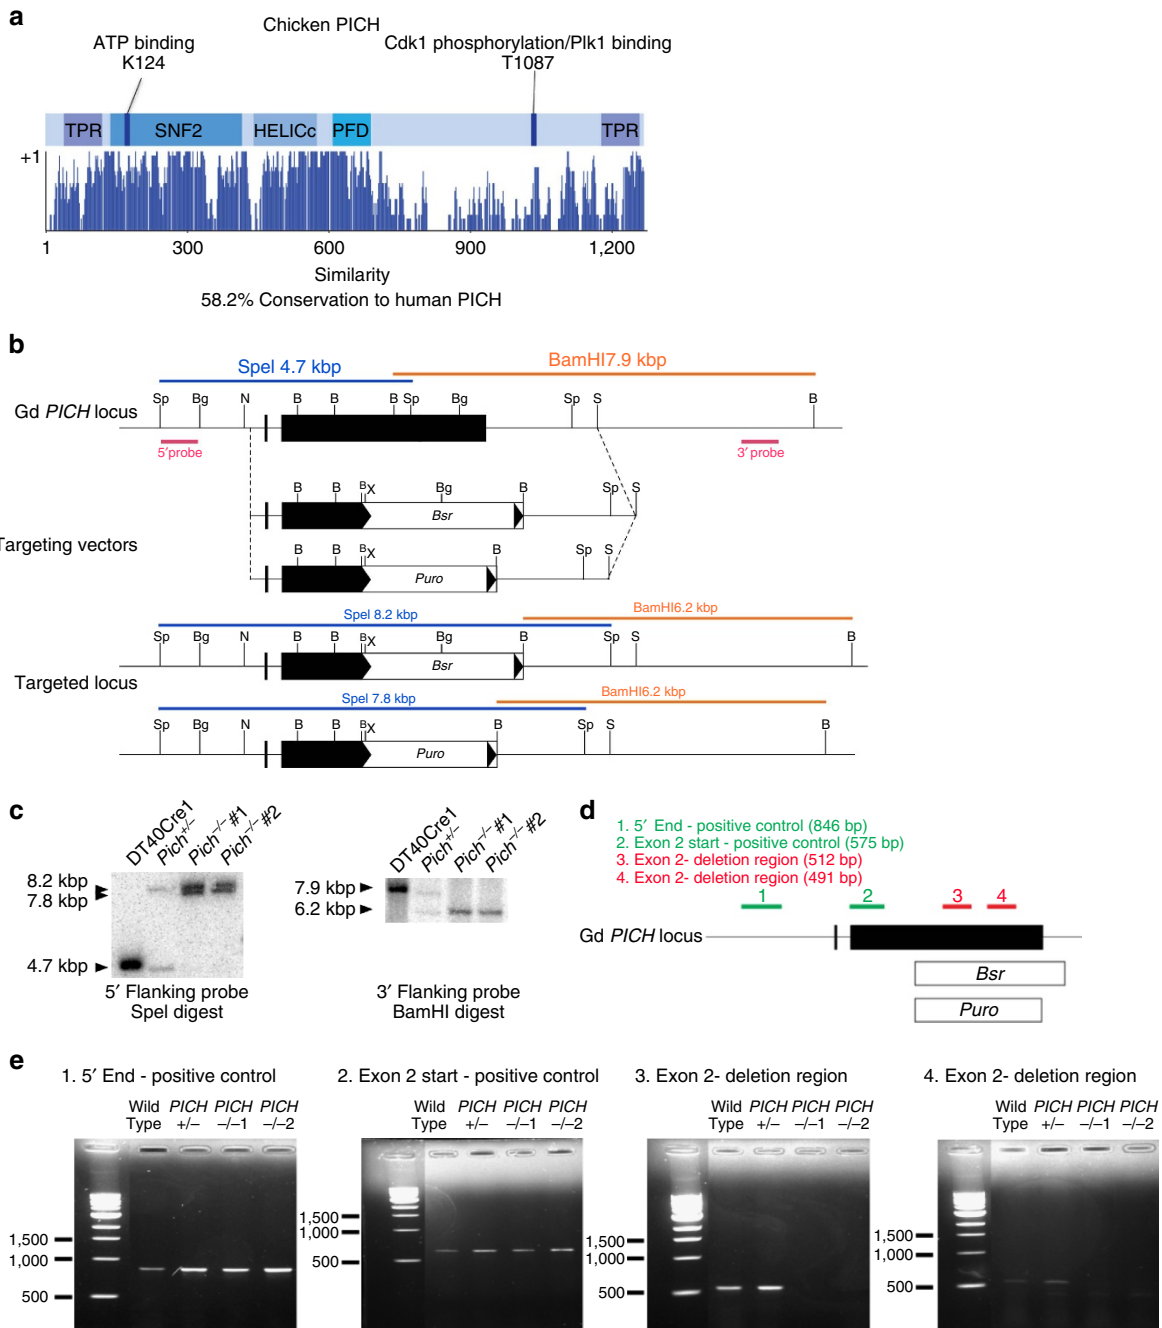 a
Chicken PICH
ATP binding
K124
Cdk1 phosphorylation/Plk1 binding
T1087
TPR SNF2 HELICc PFD TPR
+1
1 300 600 900 1,200
Similarity
58.2% Conservation to human PICH
b
SpeI 4.7 kbp BamHI7.9 kbp
Sp Bg N B B B Sp Bg Sp S B
Gd PICH locus
5′probe 3′ probe
B B B X Bg B Sp S
Bsr
Targeting vectors
B B B X B Sp S
Puro
SpeI 8.2 kbp BamHI6.2 kbp
Sp Bg N B B B X Bg B Sp S B
Bsr
Targeted locus
SpeI 7.8 kbp BamHI6.2 kbp
Sp Bg N B B B X B Sp S B
Puro
c
DT40Cre1 Pich+/– Pich–/–#1 Pich–/–#2
8.2 kbp
7.8 kbp
4.7 kbp
5′ Flanking probe
SpeI digest
DT40Cre1 Pich+/– Pich–/–#1 Pich–/–#2
7.9 kbp
6.2 kbp
3′ Flanking probe
BamHI digest
d
1. 5′ End - positive control (846 bp)
2. Exon 2 start - positive control (575 bp)
3. Exon 2- deletion region (512 bp)
4. Exon 2- deletion region (491 bp)
1 2 3 4
Gd PICH locus
Bsr
Puro
e
1. 5′ End - positive control
Wild Type PICH +/– PICH –/–1 PICH –/–2
1,500
1,000
500
2. Exon 2 start - positive control
Wild Type PICH +/– PICH –/–1 PICH –/–2
1,500
1,000
500
3. Exon 2- deletion region
Wild Type PICH +/– PICH –/–1 PICH –/–2
1,500
1,000
500
4. Exon 2- deletion region
Wild Type PICH +/– PICH –/–1 PICH –/–2
1,500
1,000
500